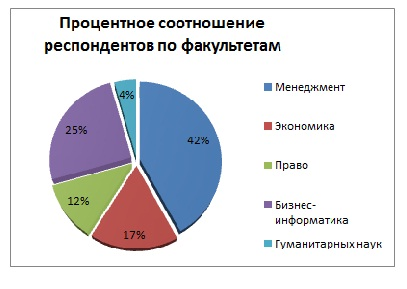 Процентное соотношение
респондентов по факультетам
4%
42%
25%
12%
17%
Менеджмент
Экономика
Право
Бизнес-
информатика
Гуманитарных наук